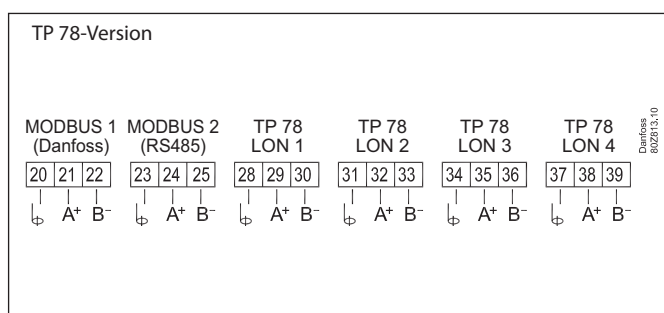 TP 78-Version
MODBUS 1 MODBUS 2 TP 78 TP 78 TP 78 TP 78
(Danfoss) (RS485) LON 1 LON 2 LON 3 LON 4
20 21 22 23 24 25 28 29 30 31 32 33 34 35 36 37 38 39
A+ B- A+ B- A+ B- A+ B- A+ B- A+ B-
Danfoss
80Z813.10